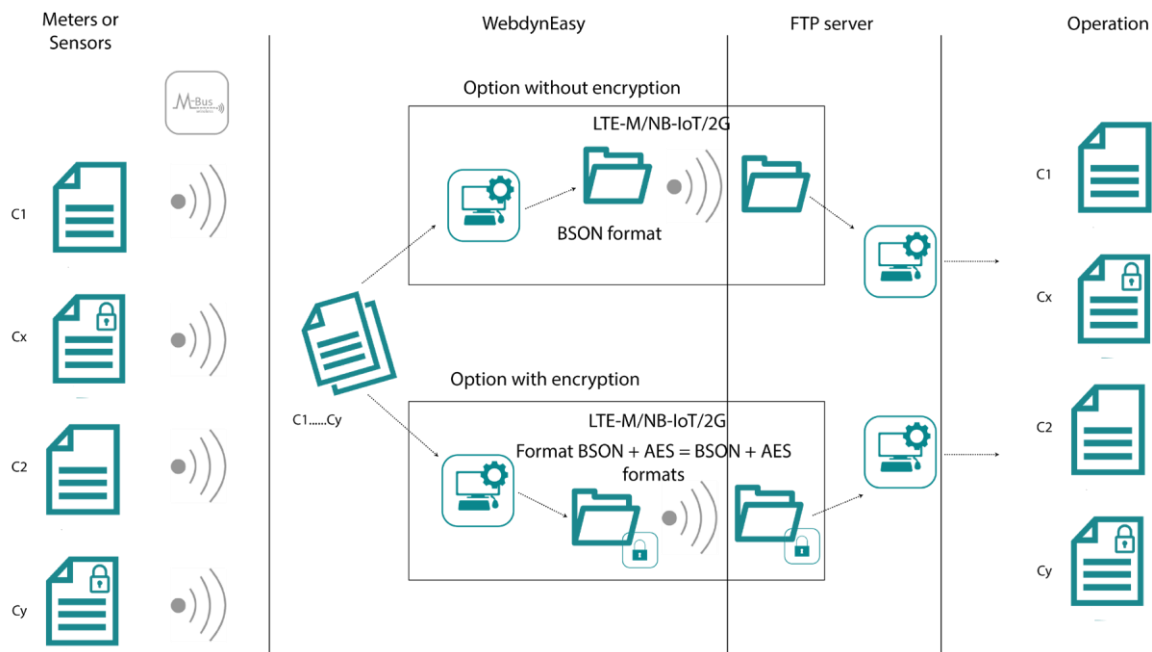 Meters or
Sensors
WebdynEasy
FTP server
Operation
M-Bus
Option without encryption
LTE-M/NB-IoT/2G
BSON format
C1
Cx
C2
Cy
C1......Cy
Option with encryption
LTE-M/NB-IoT/2G
Format BSON + AES = BSON + AES
formats
C1
Cx
C2
Cy